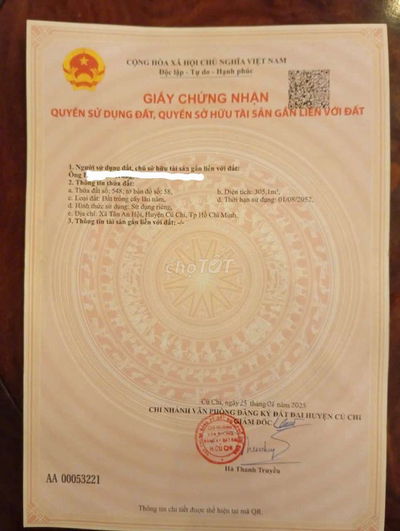 CỘNG HÒA XÃ HỘI CHỦ NGHĨA VIỆT NAM
Độc lập - Tự do - Hạnh phúc
GIẤY CHỨNG NHẬN
QUYỀN SỬ DỤNG ĐẤT, QUYỀN SỞ HỮU TÀI SẢN GẮN LIỀN VỚI ĐẤT
1. Người sử dụng đất, chủ sở hữu tài sản gắn liền với đất:
Ông
2. Thông tin thửa đất:
a. Thửa đất số: 548; tờ bản đồ số: 58, b. Diện tích: 305,1m².
c. Loại đất: Đất trồng cây lâu năm, d. Thời hạn sử dụng: 01/08/2052.
đ. Hình thức sử dụng: Sử dụng riêng,
e. Địa chỉ: Xã Tân An Hội, Huyện Củ Chi, Tp Hồ Chí Minh.
3. Thông tin tài sản gắn liền với đất: -/-
choTỐT
Củ Chi, ngày 25 tháng năm 2025
CHI NHÁNH VĂN PHÒNG ĐĂNG KÝ ĐẤT ĐAI HUYỆN CỦ CHI
GIÁM ĐỐC
Hà Thanh Truyền
AA 00053221
Thông tin chi tiết được thể hiện tại mã QR.